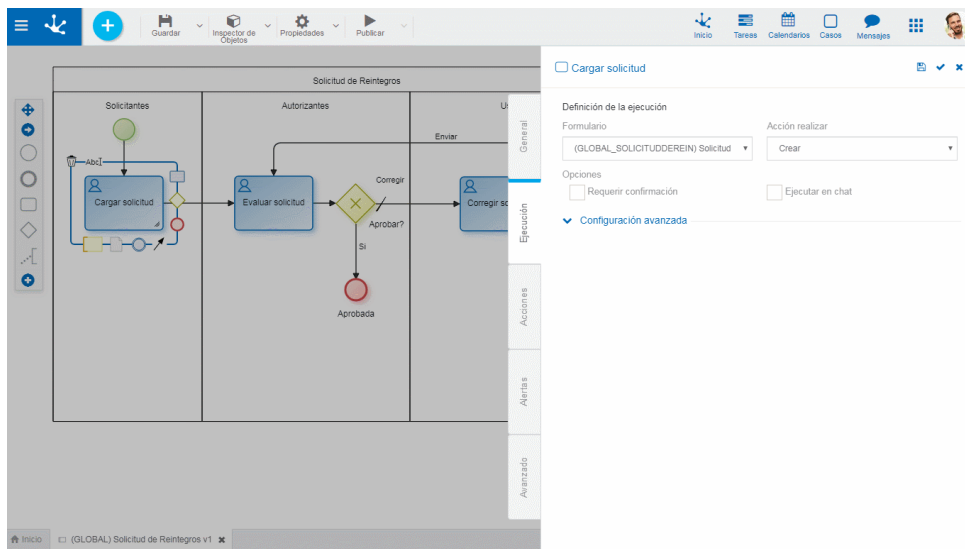 Guardar
Inspector de
Objetos
Propiedades
Publicar
Inicio
Tareas
Calendarios
Casos
Mensajes
Solicitud de Reintegros
Solicitantes
Autorizantes
Abc
Cargar solicitud
Evaluar solicitud
Enviar
Corregir
Aprobar?
Si
Aprobada
Corregir so
General
Ejecución
Acciones
Alertas
Avanzado
Cargar solicitud
Definición de la ejecución
Formulario
Acción realizar
(GLOBAL_SOLICITUDDEREIN) Solicitud
Crear
Opciones
Requerir confirmación
Ejecutar en chat
Configuración avanzada
Inicio
(GLOBAL) Solicitud de Reintegros v1